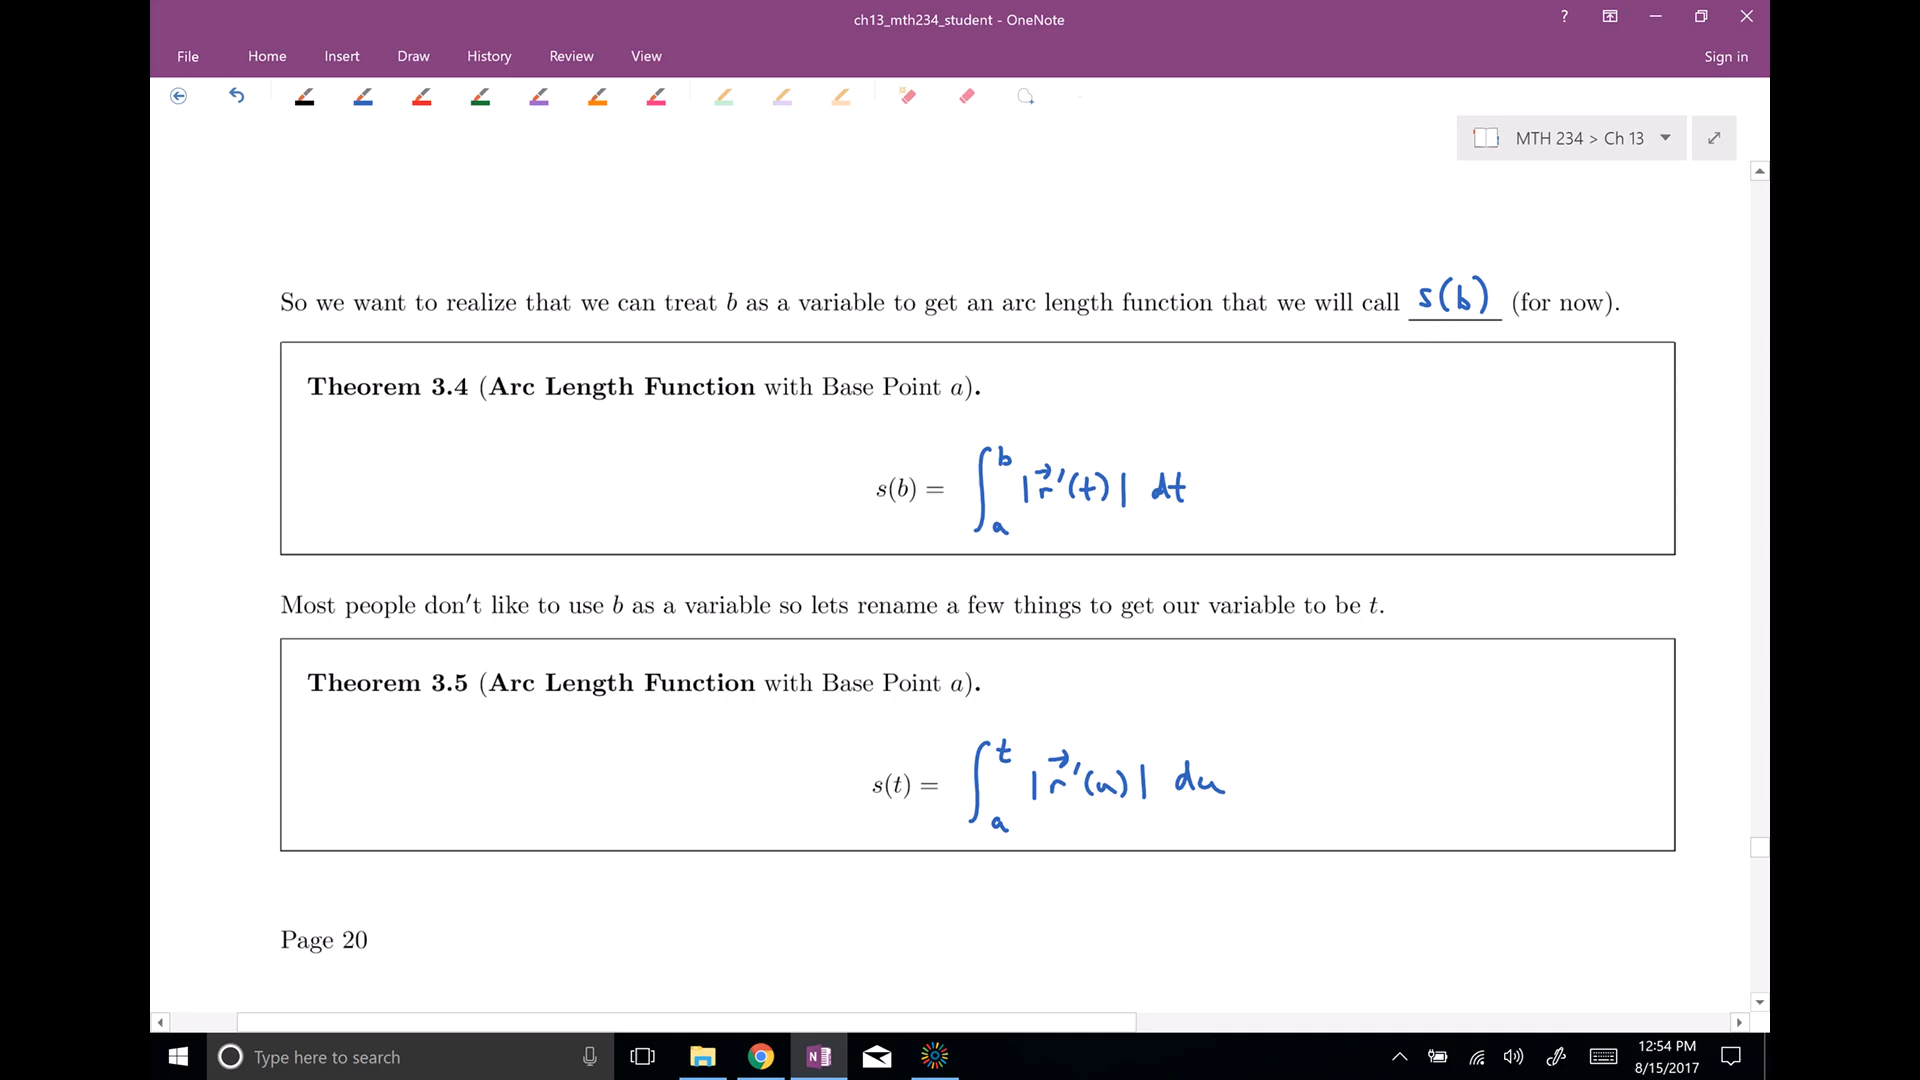 ch13_mth234_student - OneNote
?
File Home Insert Draw History Review View Sign in
MTH 234 > Ch 13
So we want to realize that we can treat b as a variable to get an arc length function that we will call s(b) (for now).
Theorem 3.4 (Arc Length Function with Base Point a).
s(b) = ∫_a^b |r⃗′(t)| dt
Most people don't like to use b as a variable so lets rename a few things to get our variable to be t.
Theorem 3.5 (Arc Length Function with Base Point a).
s(t) = ∫_a^t |r⃗′(u)| du
Page 20
Type here to search
12:54 PM
8/15/2017